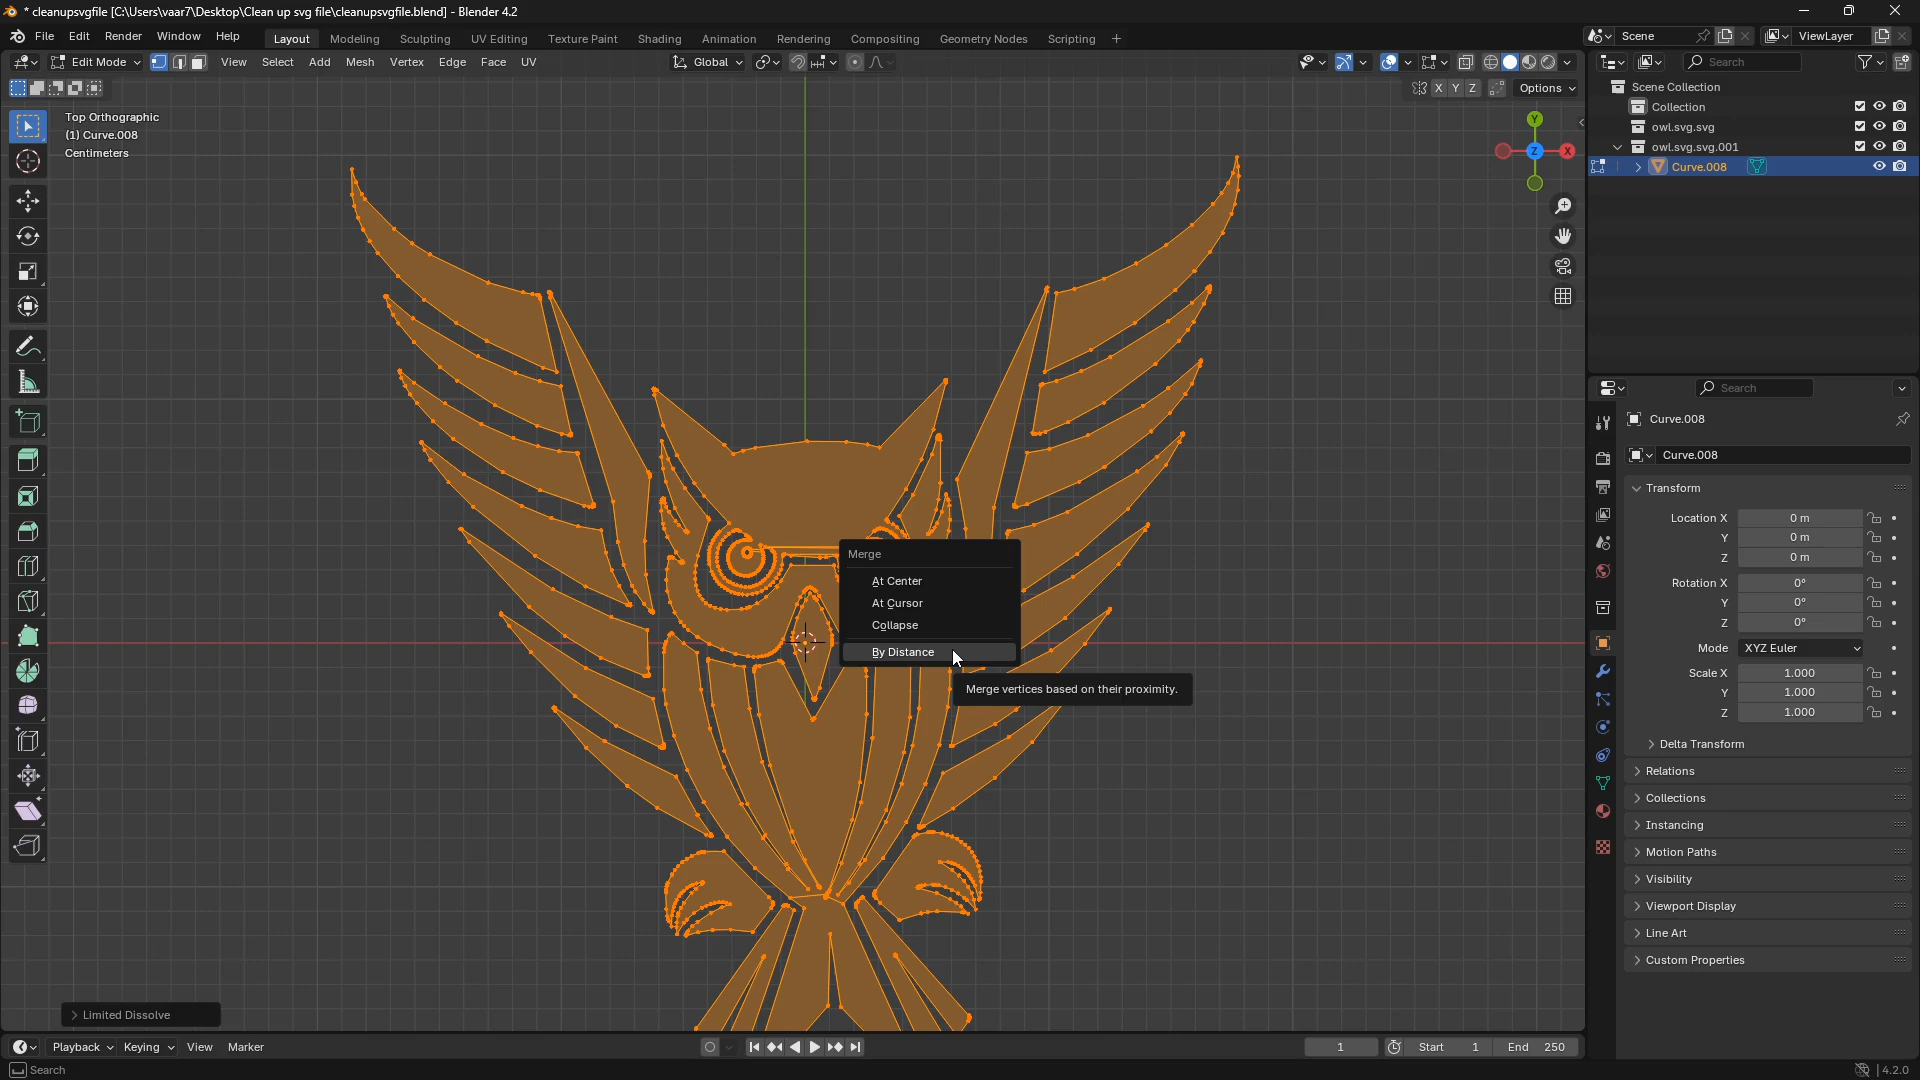 * cleanupsvgfile [C:\Users\vaar7\Desktop\Clean up svg file\cleanupsvgfile.blend] - Blender 4.2
File Edit Render Window Help Layout Modeling Sculpting UV Editing Texture Paint Shading Animation Rendering Compositing Geometry Nodes Scripting + Scene ViewLayer
Edit Mode View Select Add Mesh Vertex Edge Face UV Global Search
X Y Z Options
Top Orthographic
(1) Curve.008
Centimeters
Y
Z X
Scene Collection
Collection
owl.svg.svg
owl.svg.svg.001
Curve.008
Merge
At Center
At Cursor
Collapse
By Distance
Merge vertices based on their proximity.
Search
Curve.008
Curve.008
Transform
Location X 0 m
Y 0 m
Z 0 m
Rotation X 0°
Y 0°
Z 0°
Mode XYZ Euler
Scale X 1.000
Y 1.000
Z 1.000
Delta Transform
Relations
Collections
Instancing
Motion Paths
Visibility
Viewport Display
Line Art
Custom Properties
Limited Dissolve
Playback Keying View Marker 1 Start 1 End 250
Search 4.2.0